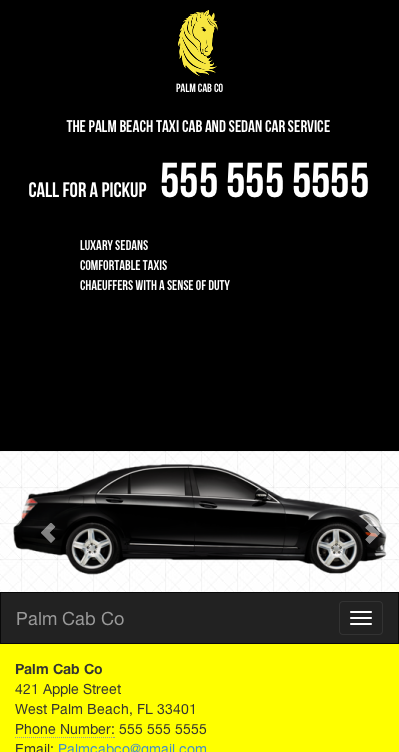 PALM CAB CO
THE PALM BEACH TAXI CAB AND SEDAN CAR SERVICE
CALL FOR A PICKUP 555 555 5555
LUXARY SEDANS
COMFORTABLE TAXIS
CHAEUFFERS WITH A SENSE OF DUTY
Palm Cab Co
Palm Cab Co
421 Apple Street
West Palm Beach, FL 33401
Phone Number: 555 555 5555
Email: Palmcabco@gmail.com